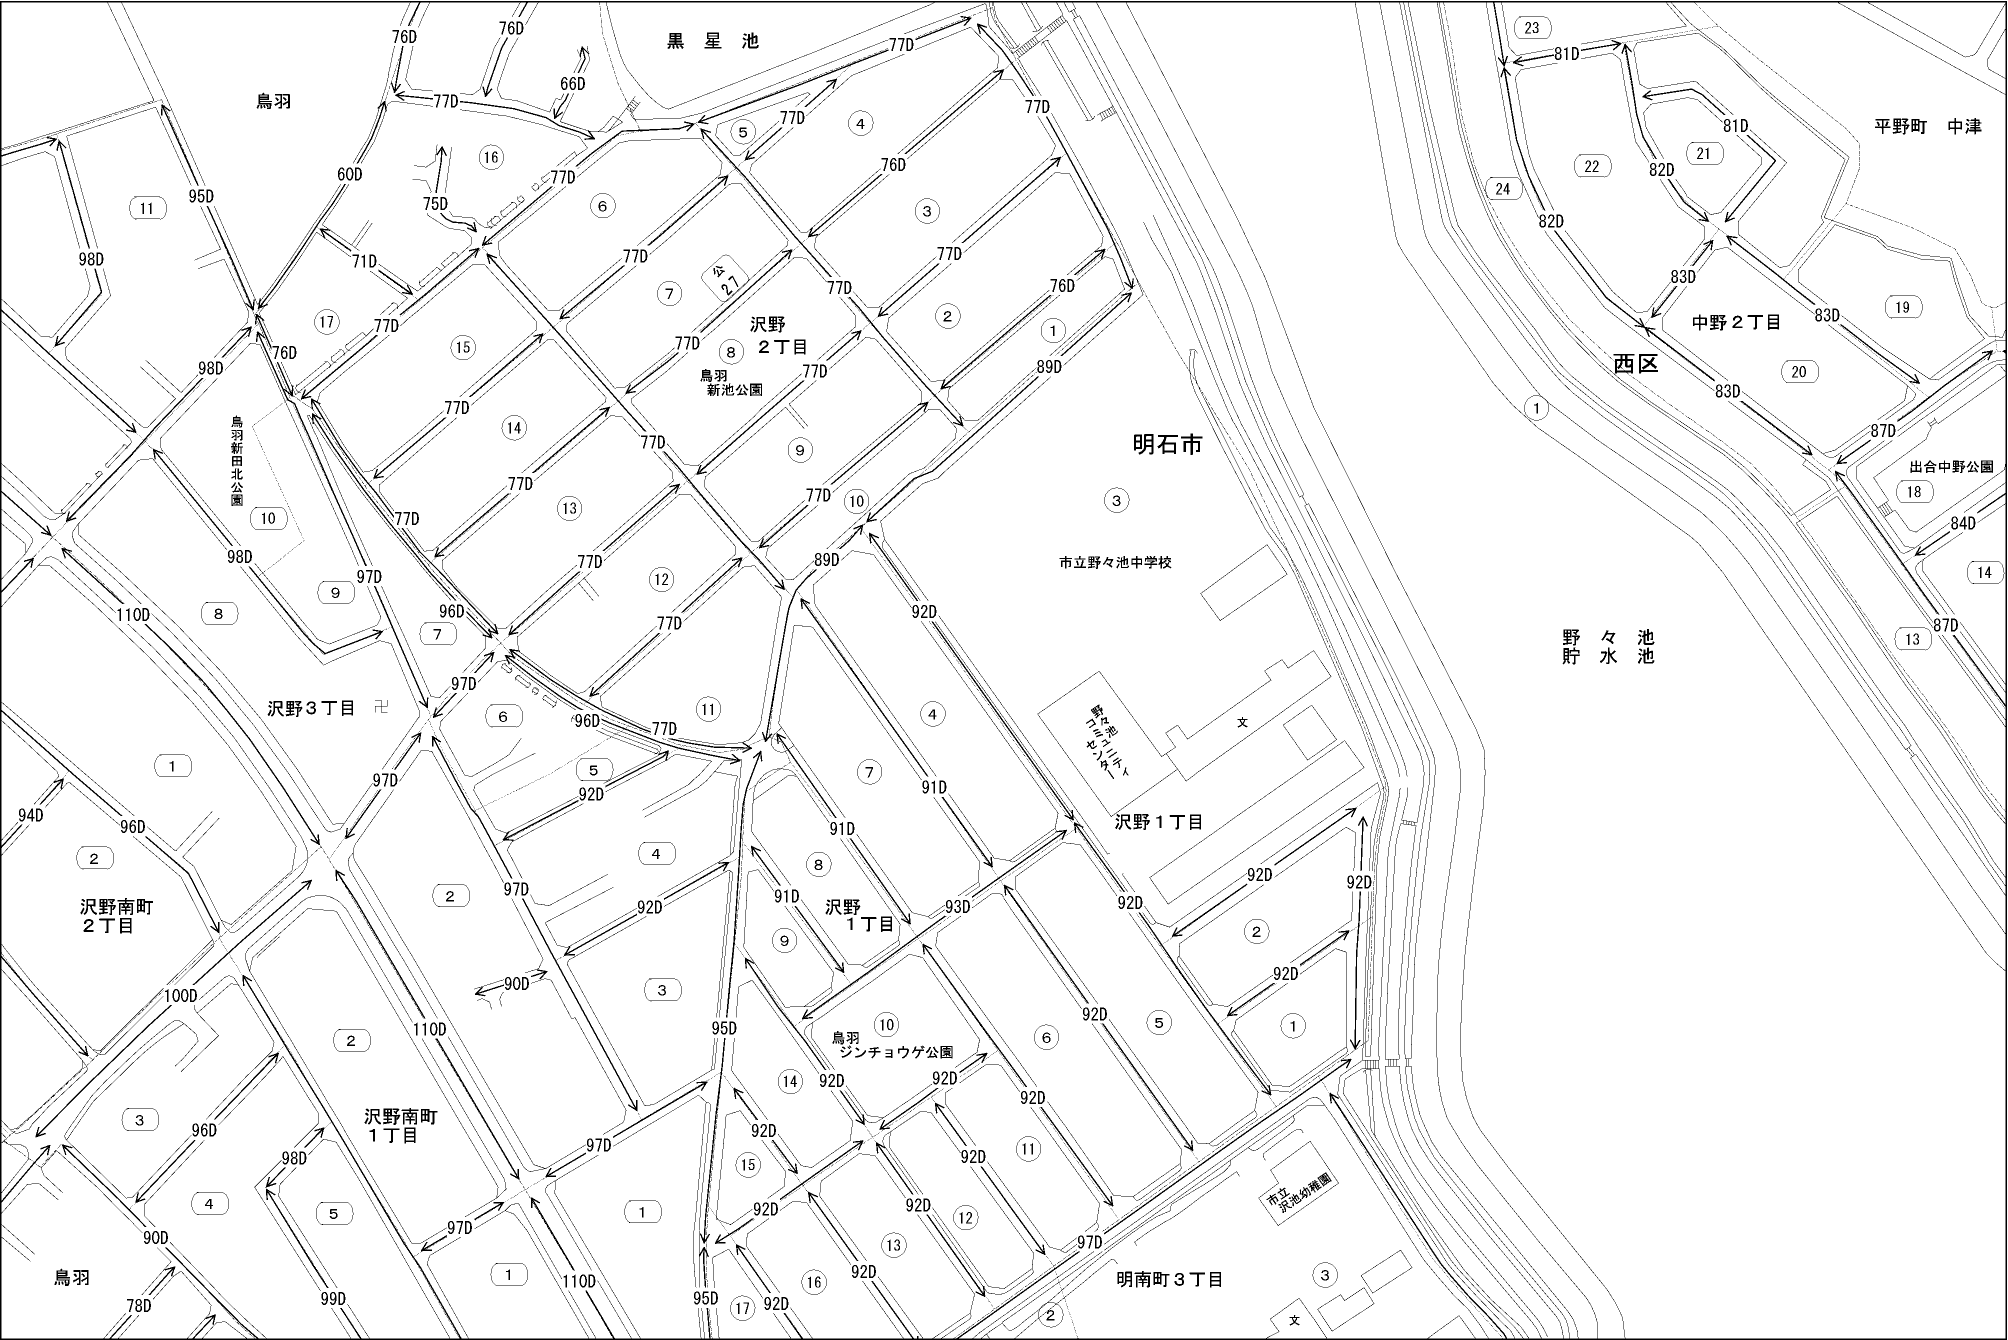 76D
76D
黒 星 池
77D
23
81D
鳥羽
77D
66D
77D
81D
平野町 中津
⑤
④
77D
16
76D
22
21
11
95D
60D
77D
82D
24
75D
⑥
③
82D
98D
71D
77D
77D
83D
公
27
⑦
77D
76D
19
17
77D
沢野
2丁目
②
①
中野2丁目
83D
76D
98D
⑮
77D
⑧
鳥羽
新池公園
77D
89D
西区
20
83D
77D
⑭
77D
⑨
明石市
①
87D
鳥羽新田北公園
10
77D
77D
⑬
77D
⑩
③
出合中野公園
18
84D
98D
97D
77D
89D
市立野々池中学校
14
9
8
110D
⑫
96D
7
77D
92D
13
87D
野 々 池
貯 水 池
97D
沢野3丁目
卍
6
96D
77D
⑪
④
野々池
コミュニティ
センター
文
1
97D
5
92D
⑦
91D
94D
96D
91D
沢野1丁目
2
4
⑧
97D
2
92D
91D
沢野
1丁目
93D
92D
92D
92D
沢野南町
2丁目
⑨
②
90D
3
92D
100D
110D
95D
⑩
鳥羽
ジンチョウゲ公園
92D
⑤
①
2
⑥
⑭
92D
92D
92D
3
96D
沢野南町
1丁目
92D
97D
92D
⑪
98D
⑮
市立
沢池幼稚園
4
5
97D
1
92D
92D
⑫
90D
⑬
97D
鳥羽
1
110D
⑯
92D
明南町3丁目
③
78D
99D
95D
⑰
92D
②
文